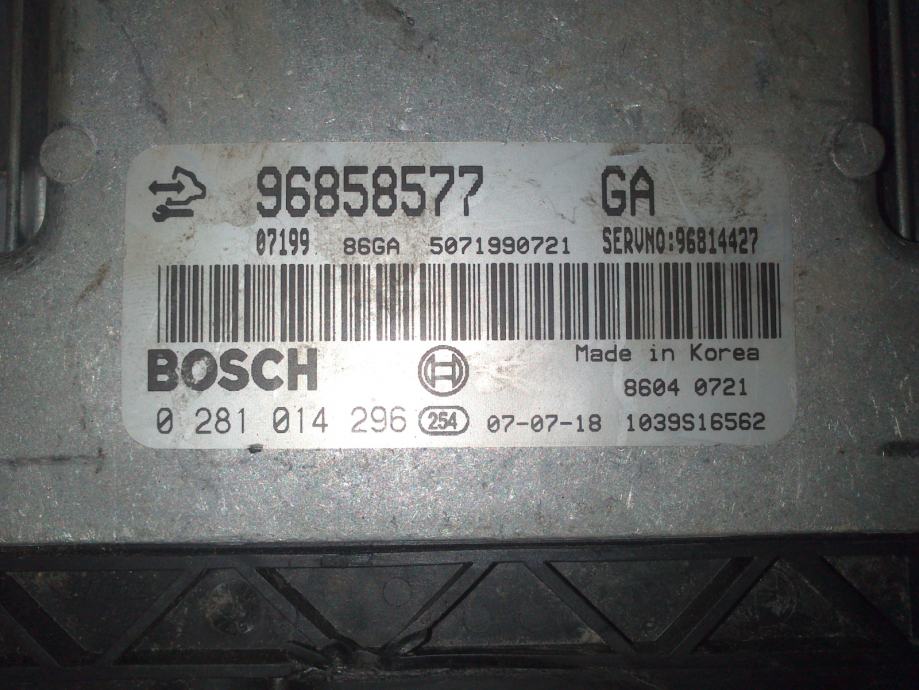 96858577 GA
07199 86GA 5071990721 SERVNO:96814427
BOSCH
Made in Korea
8604 0721
0 281 014 296 254 07-07-18 1039S16562